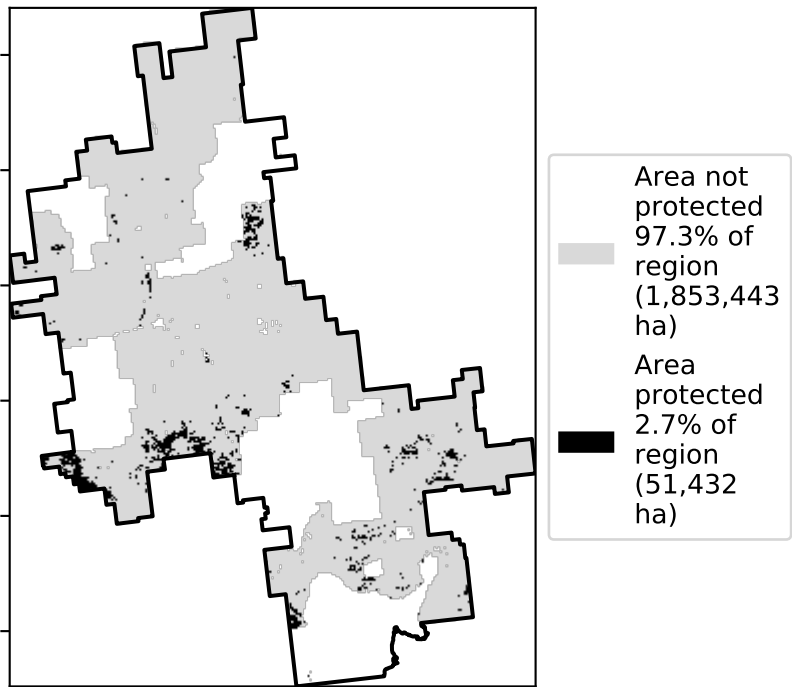 Area not
protected
97.3% of
region
(1,853,443
ha)
Area
protected
2.7% of
region
(51,432
ha)